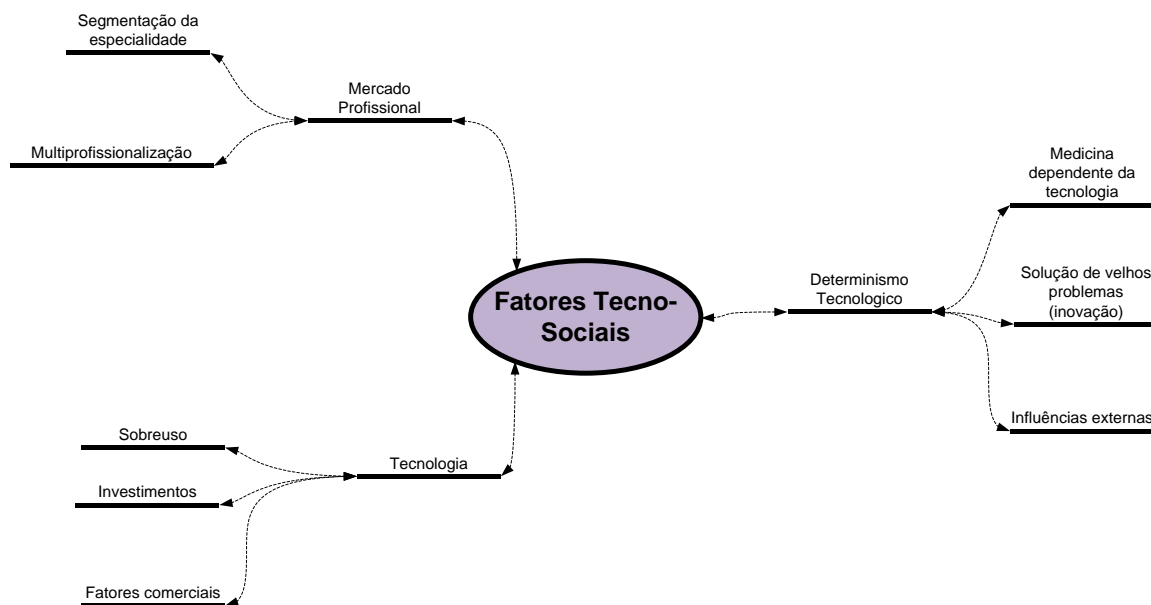 Segmentação da
especialidade
Mercado
Profissional
Multiprofissionalização
Medicina
dependente da
tecnologia
Solução de velhos
problemas
(inovação)
Determinismo
Tecnologico
Fatores Tecno-
Sociais
Influências externas
Sobreuso
Tecnologia
Investimentos
Fatores comerciais